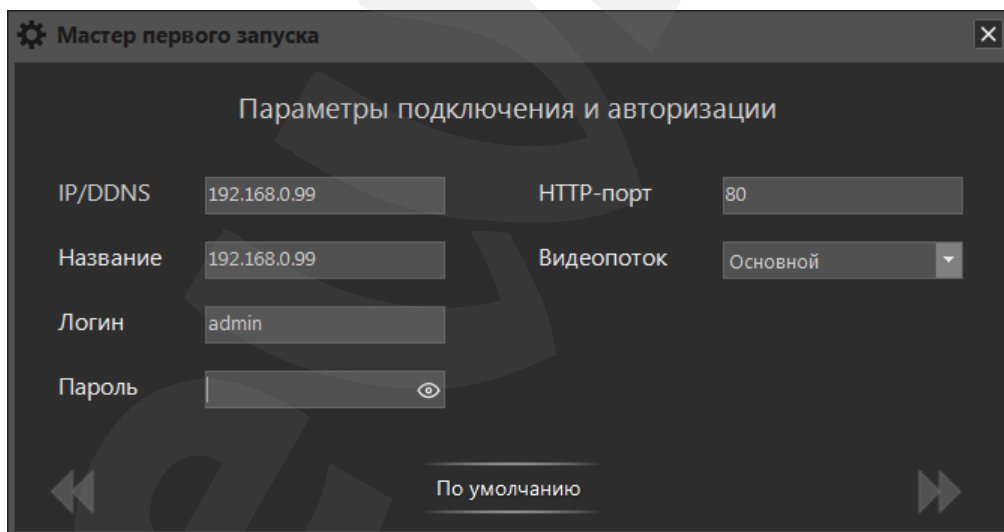 Мастер первого запуска
Параметры подключения и авторизации
IP/DDNS 192.168.0.99 HTTP-порт 80
Название 192.168.0.99 Видеопоток Основной
Логин admin
Пароль
По умолчанию